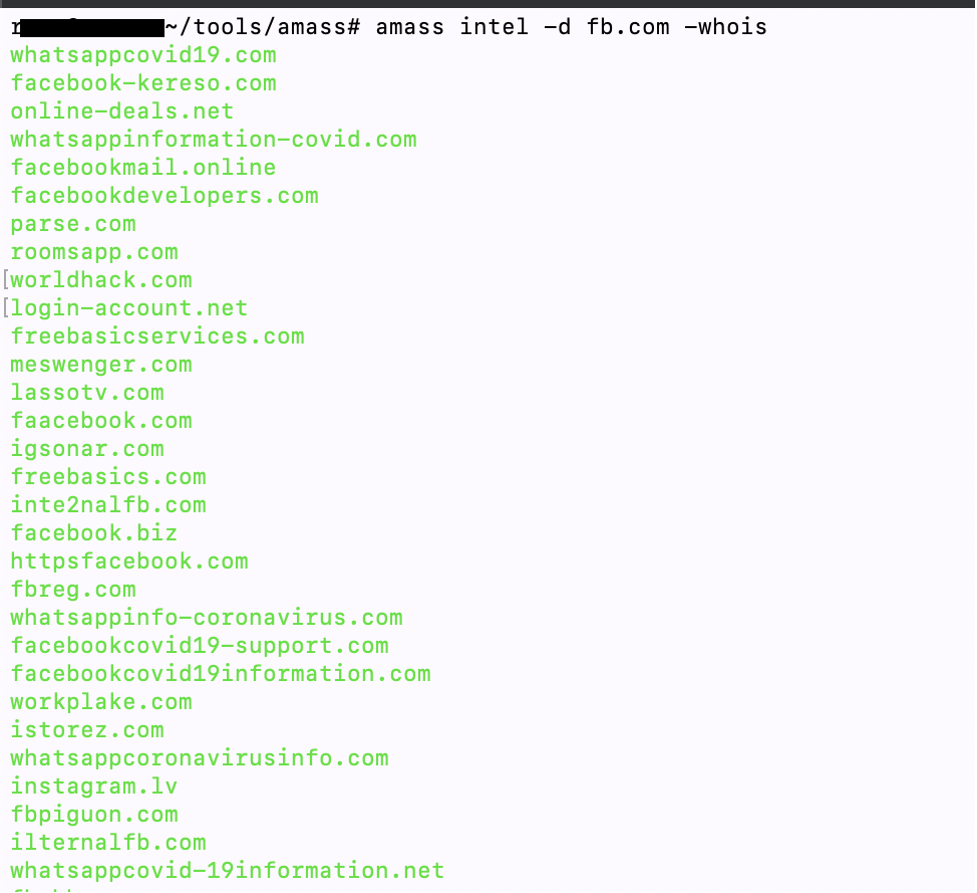 ~/tools/amass# amass intel -d fb.com -whois
whatsappcovid19.com
facebook-kereso.com
online-deals.net
whatsappinformation-covid.com
facebookmail.online
facebookdevelopers.com
parse.com
roomsapp.com
[worldhack.com
[login-account.net
freebasicservices.com
meswenger.com
lassotv.com
faacebook.com
igsonar.com
freebasics.com
inte2nalfb.com
facebook.biz
httpsfacebook.com
fbreg.com
whatsappinfo-coronavirus.com
facebookcovid19-support.com
facebookcovid19information.com
workplake.com
istorez.com
whatsappcoronavirusinfo.com
instagram.lv
fbpiguon.com
ilternalfb.com
whatsappcovid-19information.net